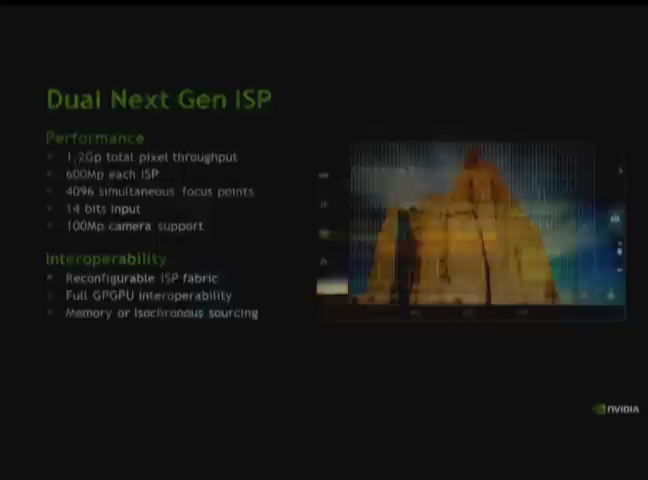 Dual Next Gen ISP
Performance
1.2Gp total pixel throughput
600Mp each ISP
4096 simultaneous focus points
14 bits input
100Mp camera support
Interoperability
Reconfigurable ISP fabric
Full GPGPU interoperability
Memory or Isochronous sourcing
NVIDIA